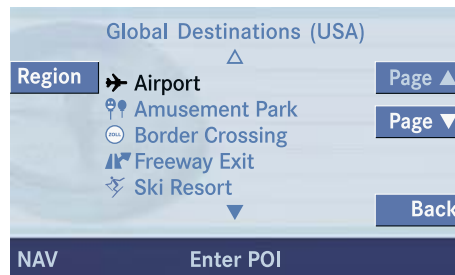 Global Destinations (USA)
Region
Airport
Page
Amusement Park
Page
ZOLL
Border Crossing
Freeway Exit
Ski Resort
Back
NAV
Enter POI